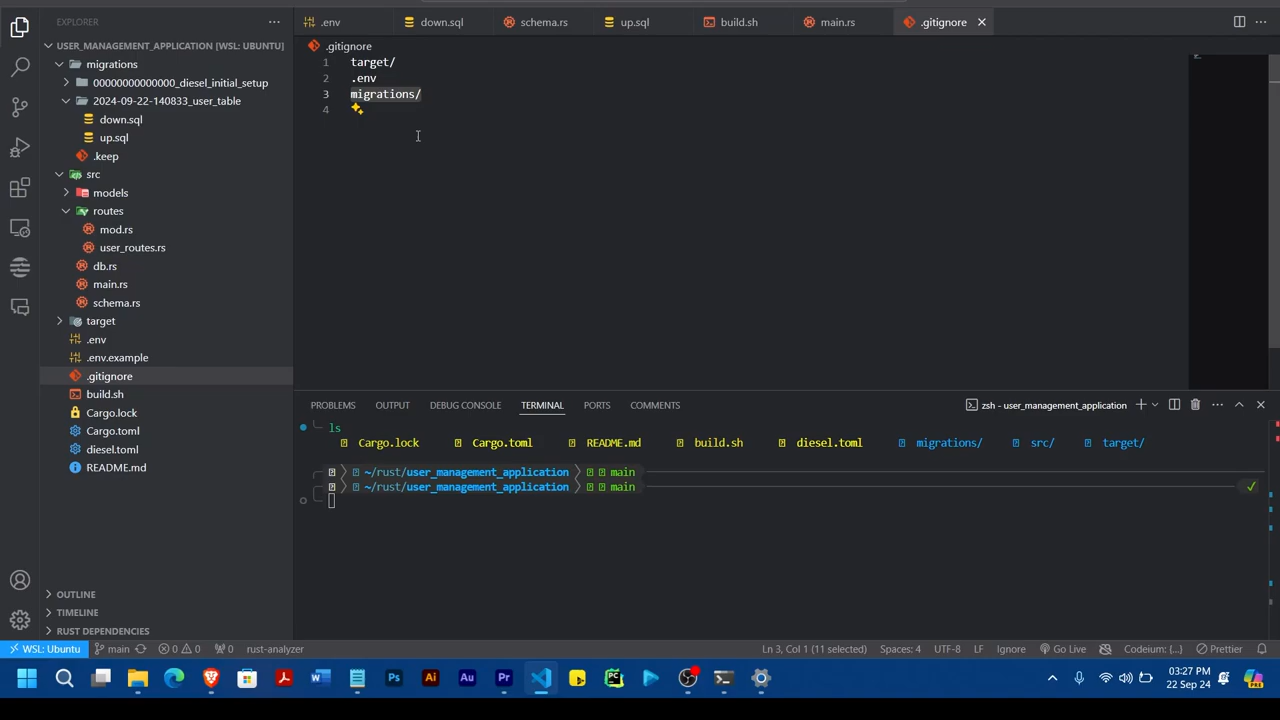 .env
down.sql
schema.rs
up.sql
build.sh
main.rs
.gitignore
EXPLORER
USER_MANAGEMENT_APPLICATION [WSL: UBUNTU]
migrations
00000000000000_diesel_initial_setup
2024-09-22-140833_user_table
down.sql
up.sql
.keep
src
models
routes
mod.rs
user_routes.rs
db.rs
main.rs
schema.rs
target
.env
.env.example
.gitignore
build.sh
Cargo.lock
Cargo.toml
diesel.toml
README.md
OUTLINE
TIMELINE
RUST DEPENDENCIES
.gitignore
1 target/
2 .env
3 migrations/
4
PROBLEMS OUTPUT DEBUG CONSOLE TERMINAL PORTS COMMENTS
zsh - user_management_application
ls
Cargo.lock Cargo.toml README.md build.sh diesel.toml migrations/ src/ target/
~/rust/user_management_application main
~/rust/user_management_application main
WSL: Ubuntu main 0 0 0 rust-analyzer Ln 3, Col 1 (11 selected) Spaces: 4 UTF-8 LF Ignore Go Live Codeium: {...} Prettier
03:27 PM
22 Sep 24